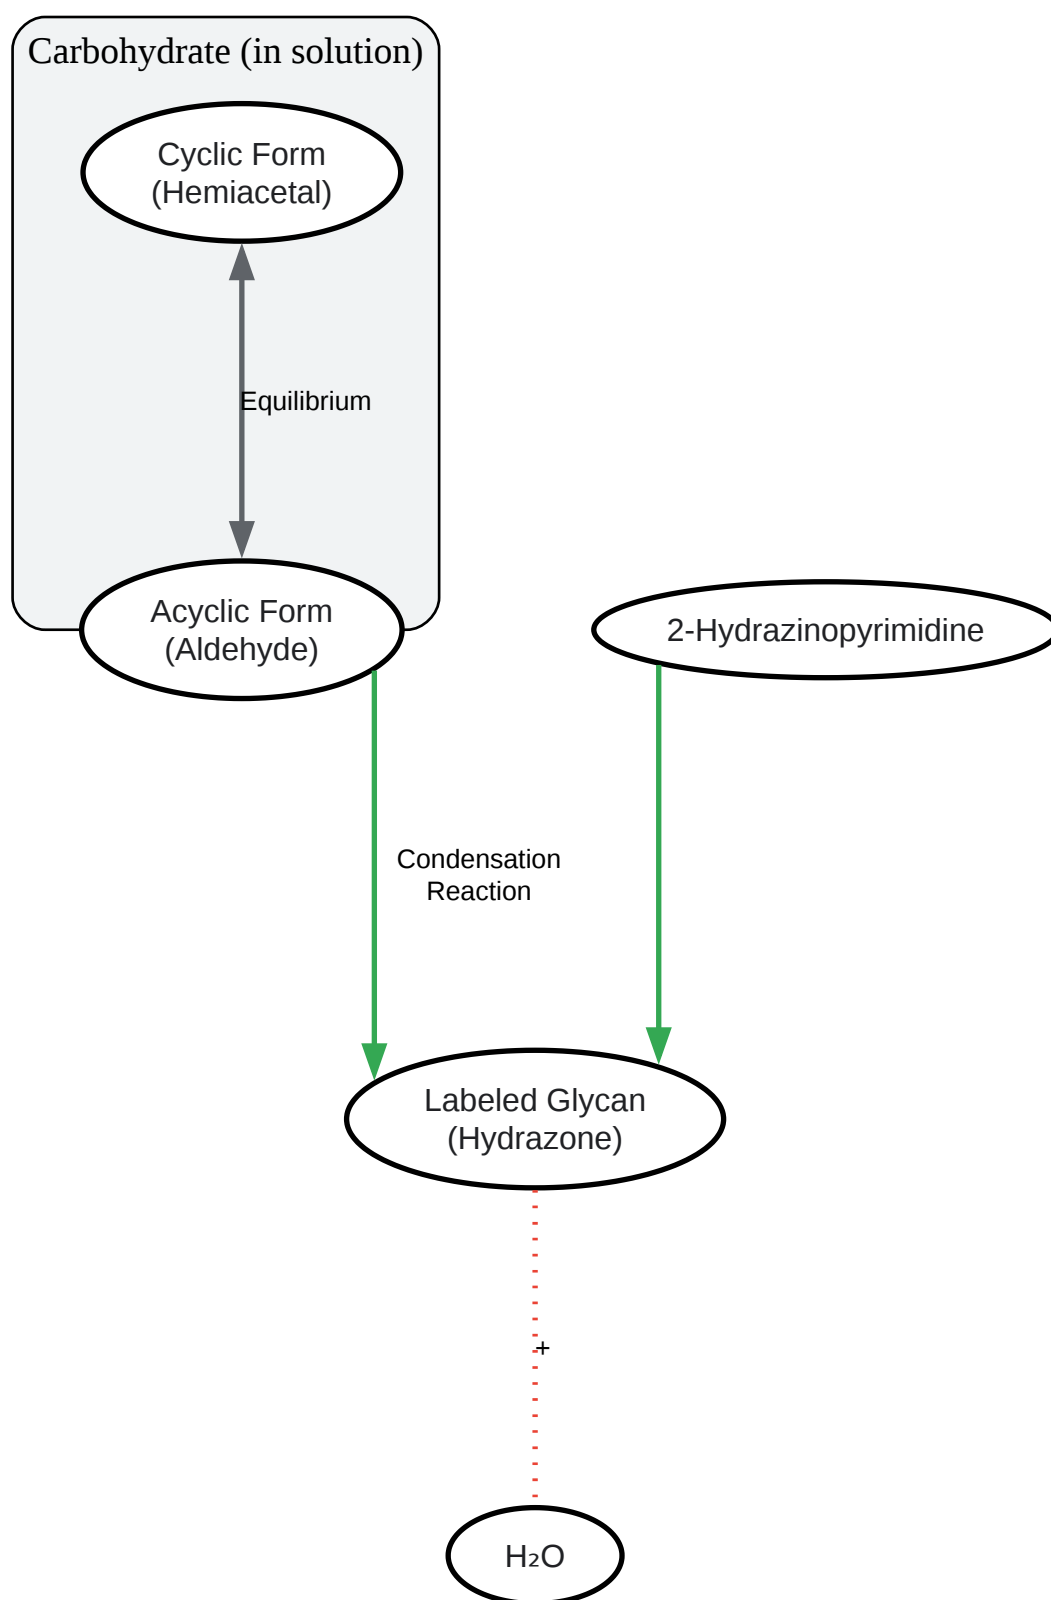 Carbohydrate (in solution)
Cyclic Form
(Hemiacetal)
Equilibrium
Acyclic Form
(Aldehyde)
2-Hydrazinopyrimidine
Condensation
Reaction
Labeled Glycan
(Hydrazone)
+
H₂O